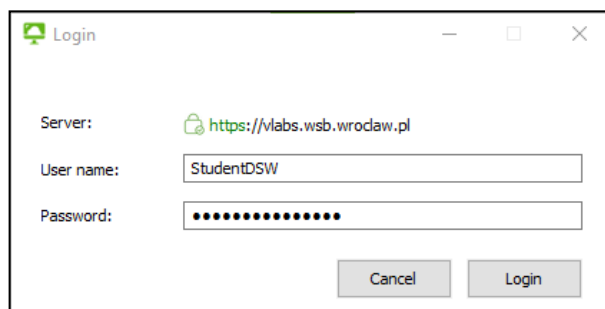 Login
Server: https://vlabs.wsb.wroclaw.pl
User name: StudentDSW
Password: ●●●●●●●●●●●●●●●
Cancel Login